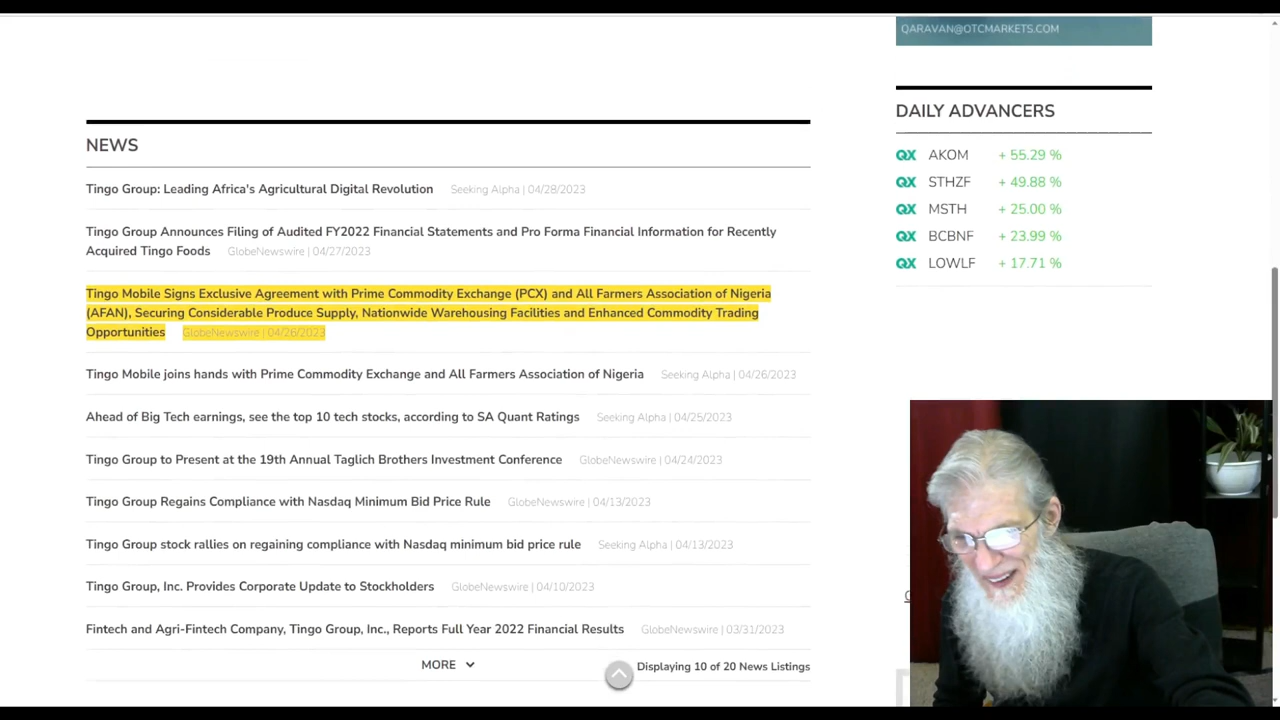 QARAVAN@OTCMARKETS.COM
NEWS
Tingo Group: Leading Africa's Agricultural Digital Revolution Seeking Alpha | 04/28/2023
Tingo Group Announces Filing of Audited FY2022 Financial Statements and Pro Forma Financial Information for Recently
Acquired Tingo Foods GlobeNewswire | 04/27/2023
Tingo Mobile Signs Exclusive Agreement with Prime Commodity Exchange (PCX) and All Farmers Association of Nigeria
(AFAN), Securing Considerable Produce Supply, Nationwide Warehousing Facilities and Enhanced Commodity Trading
Opportunities GlobeNewswire | 04/26/2023
Tingo Mobile joins hands with Prime Commodity Exchange and All Farmers Association of Nigeria Seeking Alpha | 04/26/2023
Ahead of Big Tech earnings, see the top 10 tech stocks, according to SA Quant Ratings Seeking Alpha | 04/25/2023
Tingo Group to Present at the 19th Annual Taglich Brothers Investment Conference GlobeNewswire | 04/24/2023
Tingo Group Regains Compliance with Nasdaq Minimum Bid Price Rule GlobeNewswire | 04/13/2023
Tingo Group stock rallies on regaining compliance with Nasdaq minimum bid price rule Seeking Alpha | 04/13/2023
Tingo Group, Inc. Provides Corporate Update to Stockholders GlobeNewswire | 04/10/2023
Fintech and Agri-Fintech Company, Tingo Group, Inc., Reports Full Year 2022 Financial Results GlobeNewswire | 03/31/2023
MORE
Displaying 10 of 20 News Listings
DAILY ADVANCERS
QX AKOM + 55.29 %
QX STHZF + 49.88 %
QX MSTH + 25.00 %
QX BCBNF + 23.99 %
QX LOWLF + 17.71 %